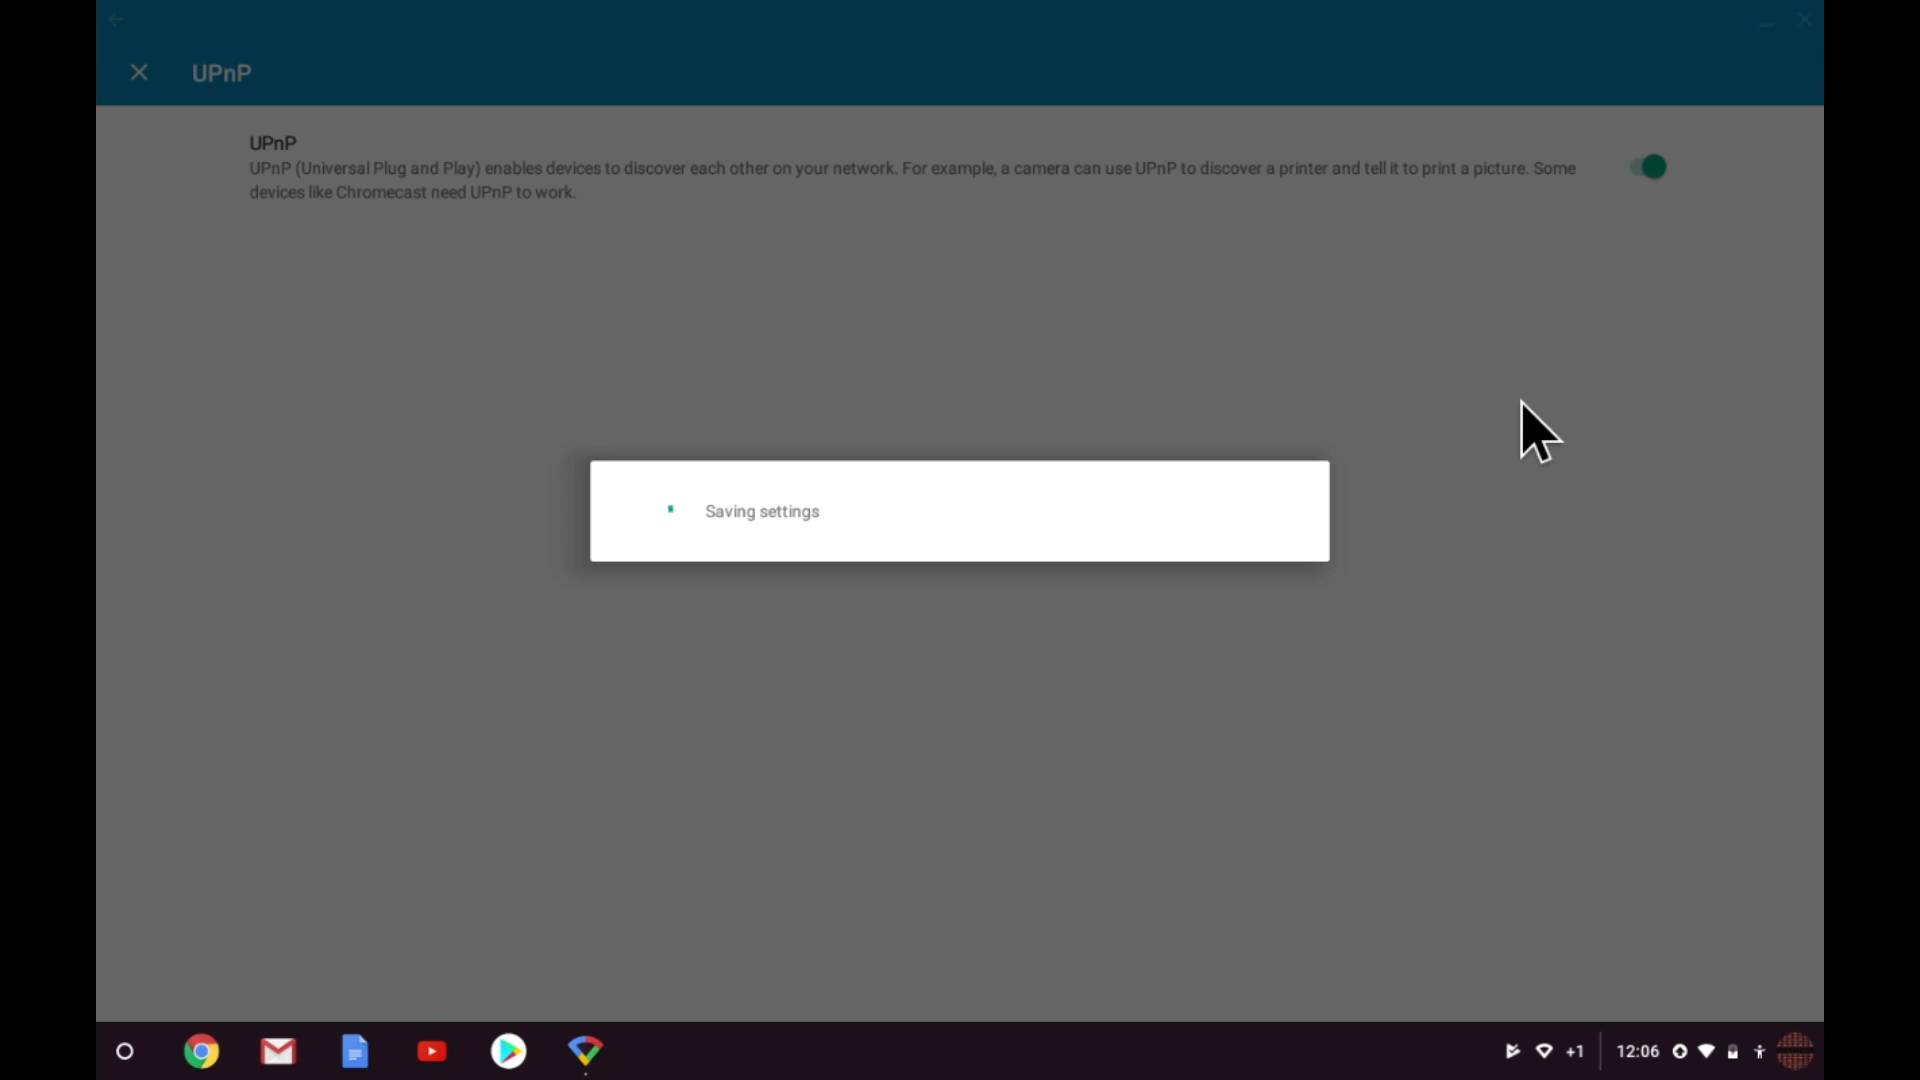 UPnP
UPnP
UPnP (Universal Plug and Play) enables devices to discover each other on your network. For example, a camera can use UPnP to discover a printer and tell it to print a picture. Some
devices like Chromecast need UPnP to work.
Saving settings
+1 12:06